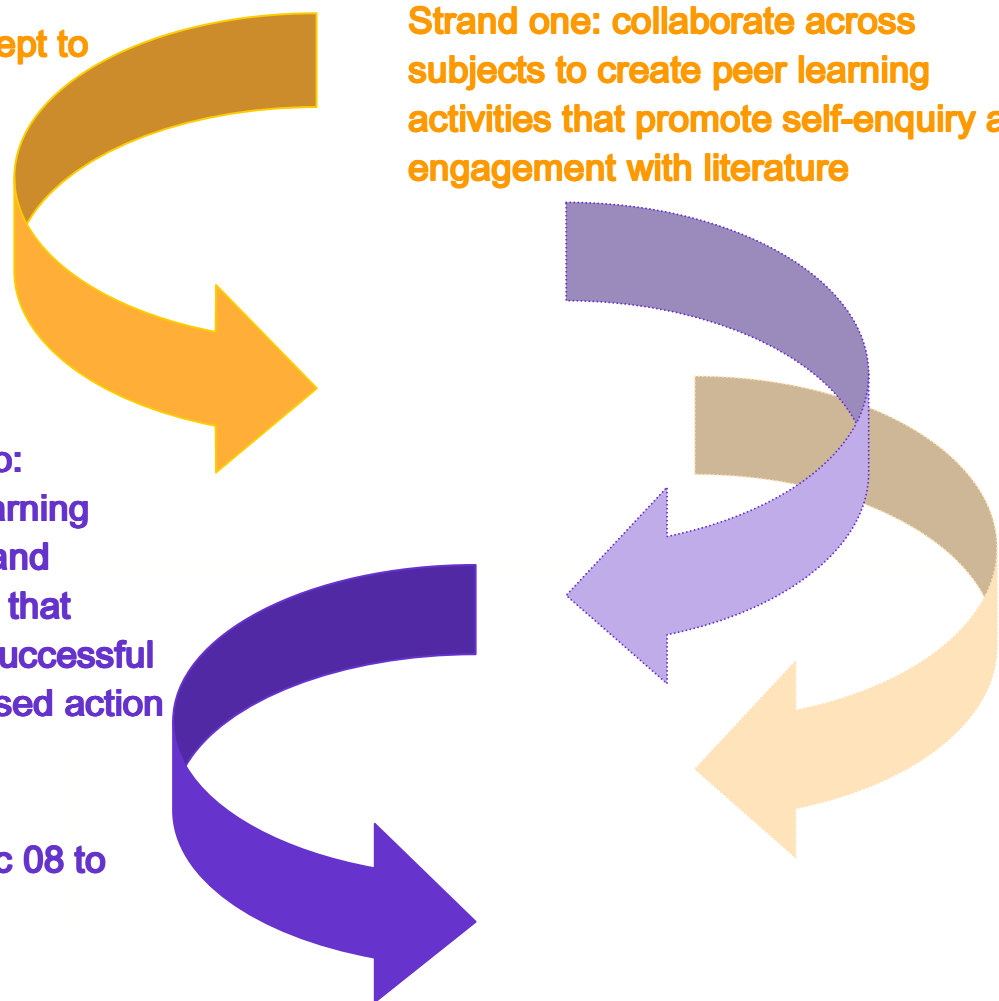 ept to
Strand one: collaborate across
subjects to create peer learning
activities that promote self-enquiry a
engagement with literature
o:
arning
and
that
uccessful
sed action
c 08 to